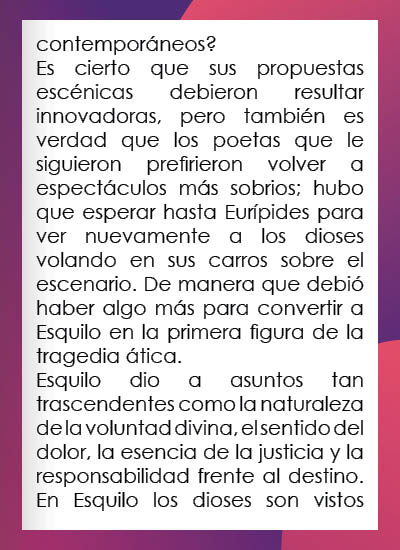 contemporáneos?
Es cierto que sus propuestas
escénicas debieron resultar
innovadoras, pero también es
verdad que los poetas que le
siguieron prefirieron volver a
espectáculos más sobrios; hubo
que esperar hasta Eurípides para
ver nuevamente a los dioses
volando en sus carros sobre el
escenario. De manera que debió
haber algo más para convertir a
Esquilo en la primera figura de la
tragedia ática.
Esquilo dio a asuntos tan
trascendentes como la naturaleza
de la voluntad divina, el sentido del
dolor, la esencia de la justicia y la
responsabilidad frente al destino.
En Esquilo los dioses son vistos